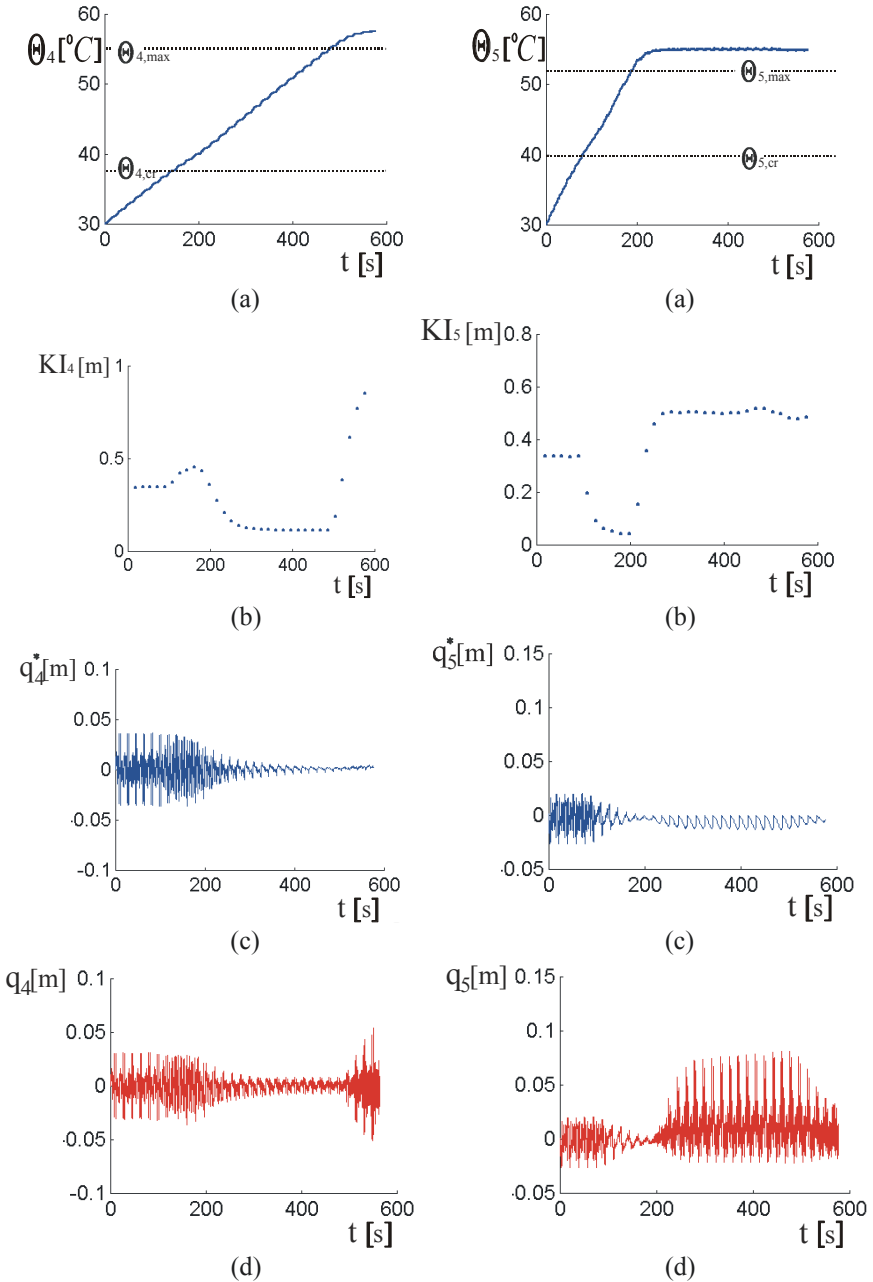 60
Θ4[°C]
Θ4,max
50
40
Θ4,cr
30
0
200
400
600
t [s]
(a)
60
Θ5[°C]
Θ5,max
50
40
Θ5,cr
30
0
200
400
600
t [s]
(a)
KI4[m]
1
0.5
0
0
200
400
600
t [s]
(b)
KI5[m]
0.8
0.6
0.4
0.2
0
0
200
400
600
800
t [s]
(b)
q*4[m]
0.1
0.05
0
-0.05
-0.1
0
200
400
600
t [s]
(c)
q*5[m]
0.15
0.1
0.05
0
-0.05
0
200
400
600
t [s]
(c)
q4[m]
0.1
0.05
0
-0.05
-0.1
0
200
400
600
t [s]
(d)
q5[m]
0.15
0.1
0.05
0
-0.05
0
200
400
600
t [s]
(d)